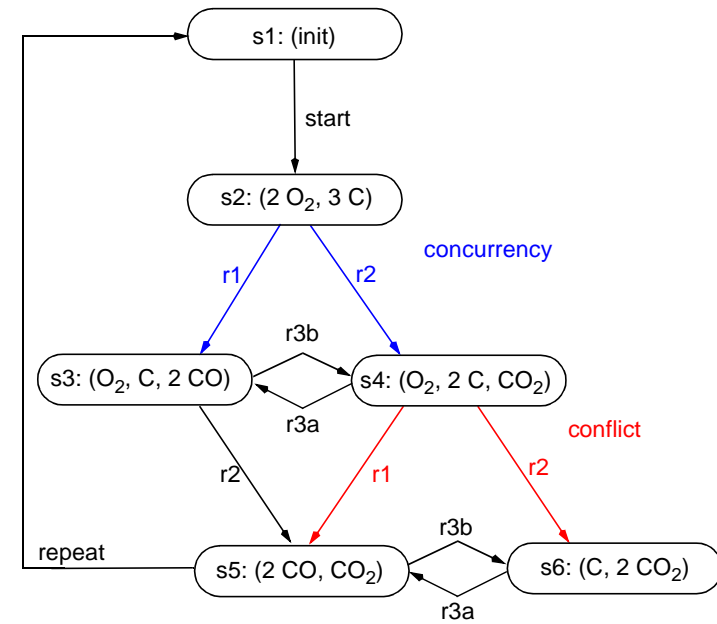 s1: (init)
start
s2: (2 O₂, 3 C)
concurrency
r1
r2
r3b
s3: (O₂, C, 2 CO)
s4: (O₂, 2 C, CO₂)
r3a
conflict
r2
r1
r2
r3b
repeat
s5: (2 CO, CO₂)
s6: (C, 2 CO₂)
r3a